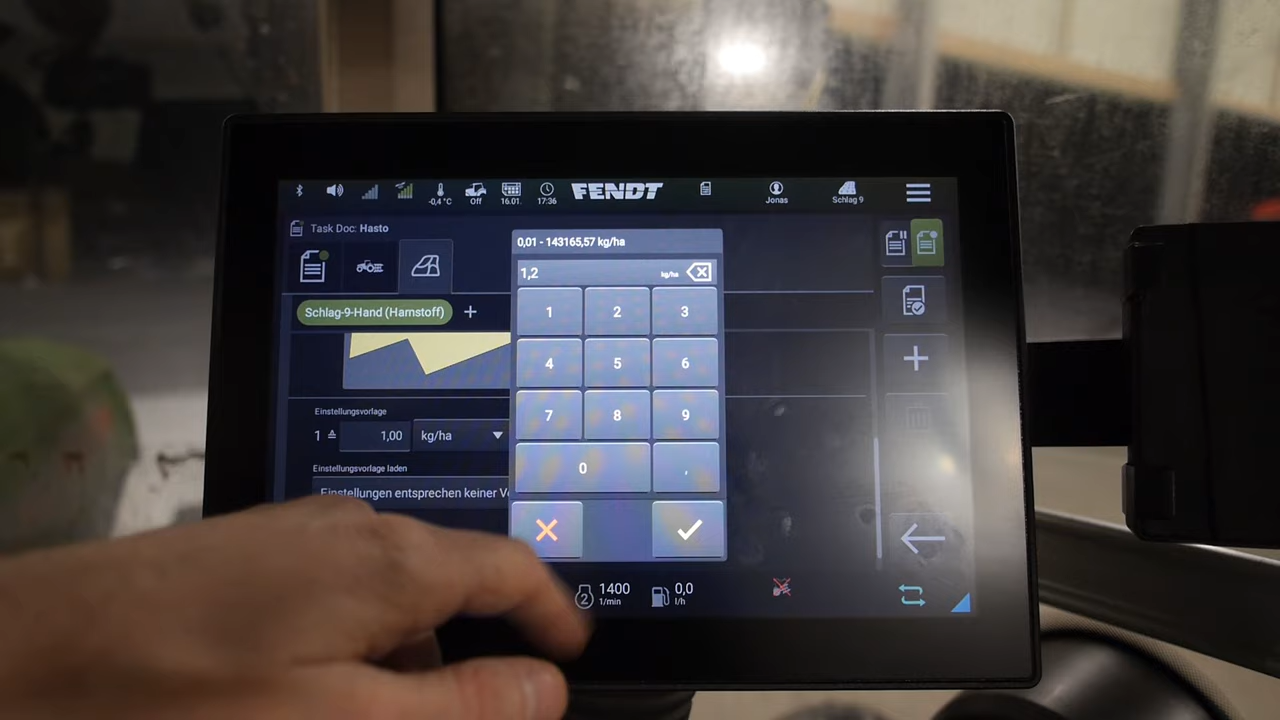 FENDT
-0,4 °C
Off
16.01.
17:36
Jonas
Schlag 9
Task Doc: Hasto
0,01 - 143165,57 kg/ha
1,2 kg/ha
Schlag-9-Hand (Harnstoff) +
1 2 3
4 5 6
7 8 9
0 ,
Einstellungsvorlage
1 ≙ 1,00 kg/ha
Einstellungsvorlage laden
Einstellungen entsprechen keiner V
2 1400 1/min
0,0 l/h